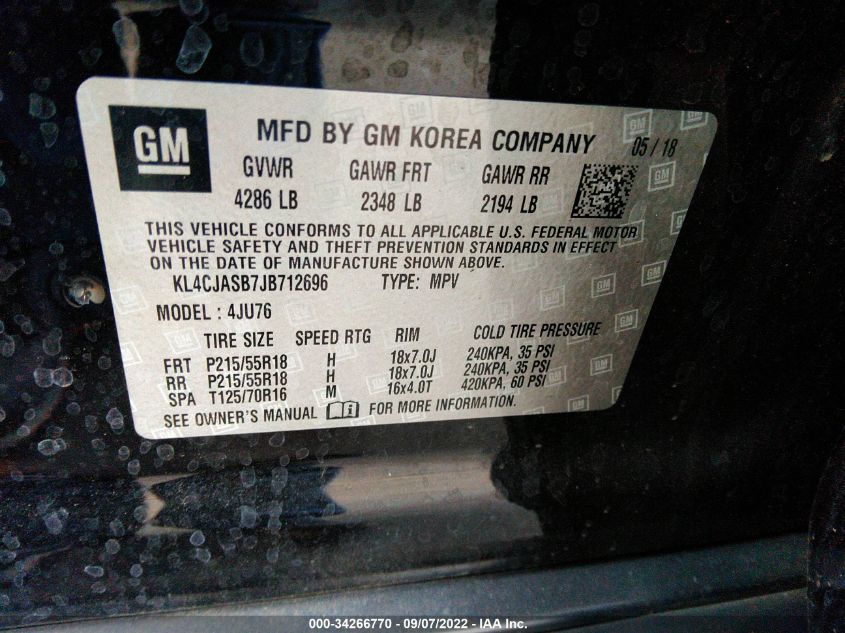 GM MFD BY GM KOREA COMPANY 05 / 18
GVWR GAWR FRT GAWR RR
4286 LB 2348 LB 2194 LB
THIS VEHICLE CONFORMS TO ALL APPLICABLE U.S. FEDERAL MOTOR
VEHICLE SAFETY AND THEFT PREVENTION STANDARDS IN EFFECT
ON THE DATE OF MANUFACTURE SHOWN ABOVE.
KL4CJASB7JB712696 TYPE: MPV
MODEL : 4JU76
TIRE SIZE SPEED RTG RIM COLD TIRE PRESSURE
FRT P215/55R18 H 18x7.0J 240KPA, 35 PSI
RR P215/55R18 H 18x7.0J 240KPA, 35 PSI
SPA T125/70R16 M 16x4.0T 420KPA, 60 PSI
SEE OWNER'S MANUAL FOR MORE INFORMATION.
000-34266770 - 09/07/2022 - IAA Inc.